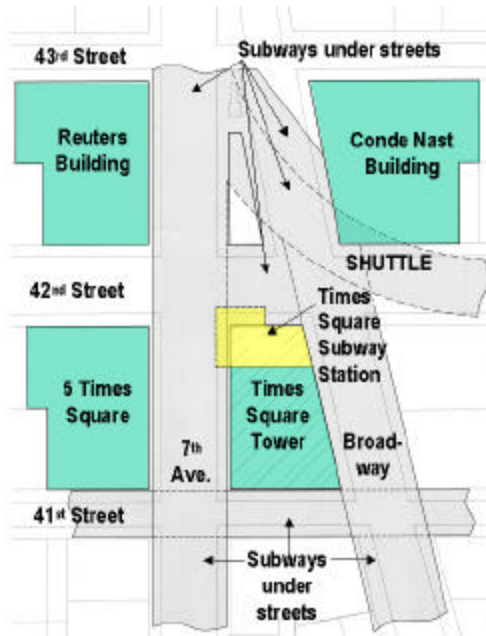 Subways under streets
43rd Street
Reuters
Building
Conde Nast
Building
SHUTTLE
42nd Street
Times
Square
Subway
Station
5 Times
Square
Times
Square
Tower
7th
Ave.
Broad-
way
41st Street
Subways
under
streets